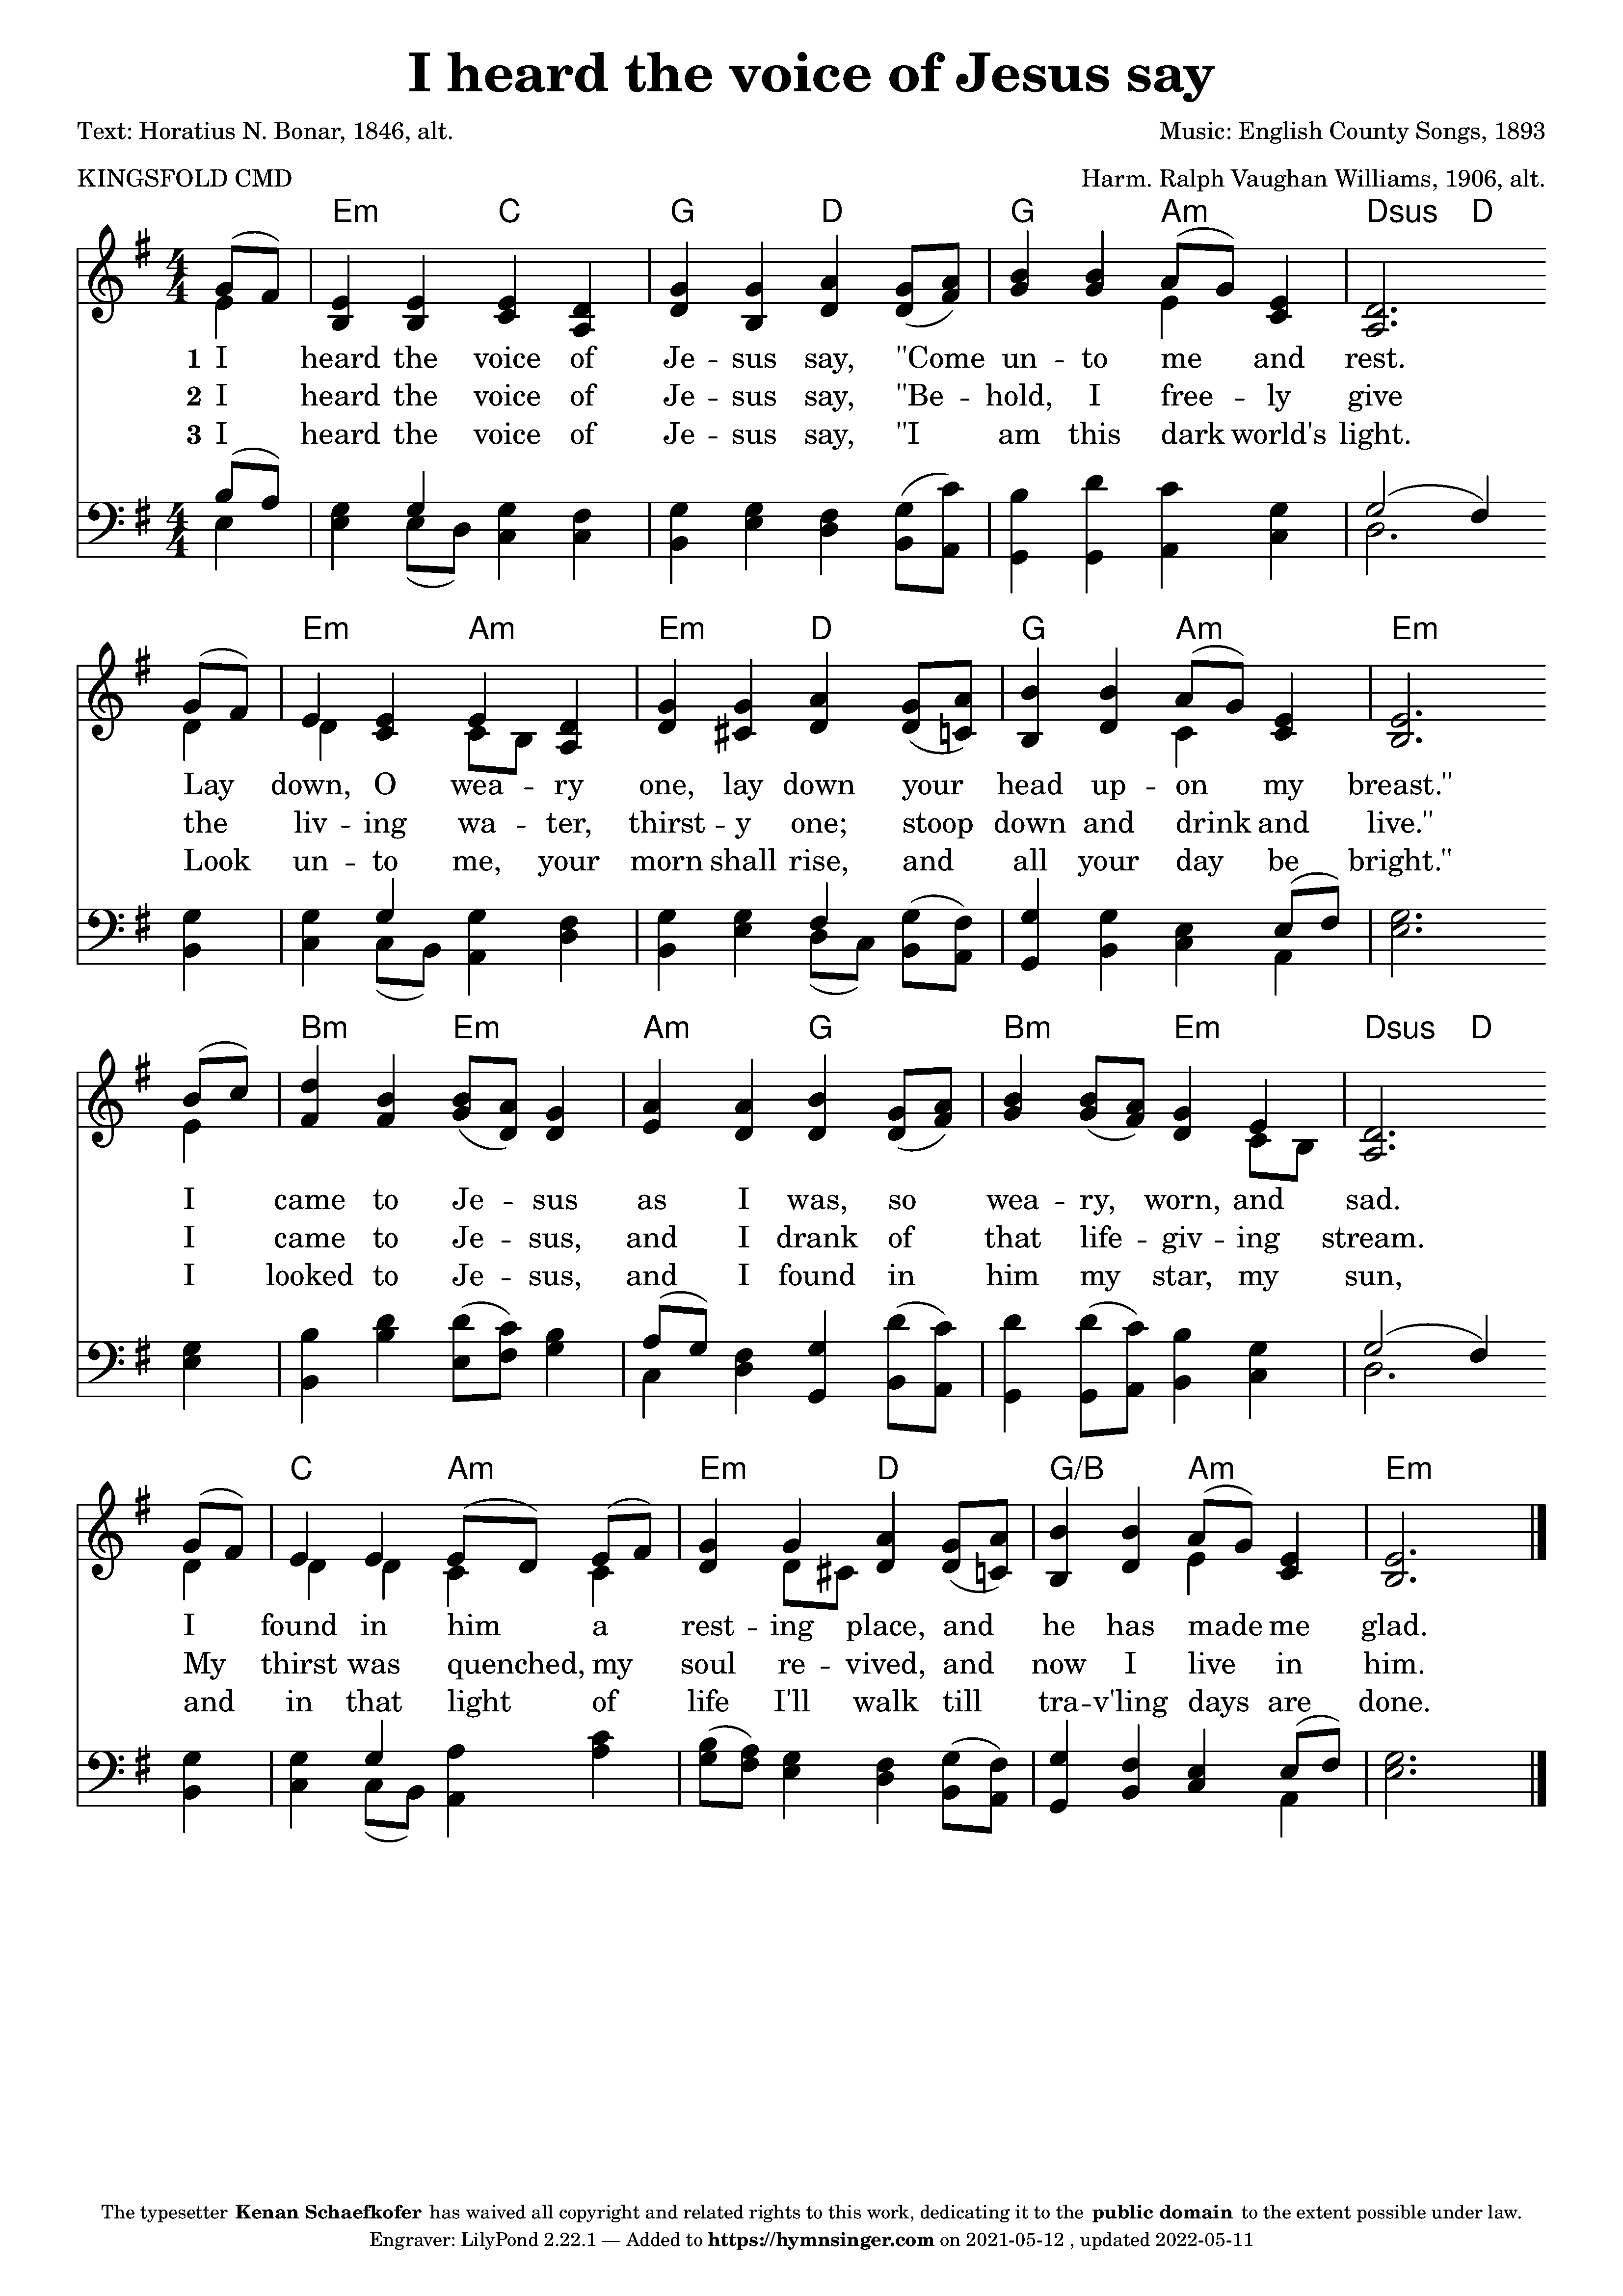 I heard the voice of Jesus say
Text: Horatius N. Bonar, 1846, alt.
Music: English County Songs, 1893
KINGSFOLD CMD
Harm. Ralph Vaughan Williams, 1906, alt.
Em C G D G Am Dsus D
4 4
1 I heard the voice of Je -- sus say, "Come un -- to me and rest.
2 I heard the voice of Je -- sus say, "Be -- hold, I free -- ly give
3 I heard the voice of Je -- sus say, "I am this dark world's light.
4 4
Em Am Em D G Am Em
Lay down, O wea -- ry one, lay down your head up -- on my breast."
the liv -- ing wa -- ter, thirst -- y one; stoop down and drink and live."
Look un -- to me, your morn shall rise, and all your day be bright."
Bm Em Am G Bm Em Dsus D
I came to Je -- sus as I was, so wea -- ry, worn, and sad.
I came to Je -- sus, and I drank of that life -- giv -- ing stream.
I looked to Je -- sus, and I found in him my star, my sun,
C Am Em D G/B Am Em
I found in him a rest -- ing place, and he has made me glad.
My thirst was quenched, my soul re -- vived, and now I live in him.
and in that light of life I'll walk till tra -- v'ling days are done.
The typesetter Kenan Schaefkofer has waived all copyright and related rights to this work, dedicating it to the public domain to the extent possible under law.
Engraver: LilyPond 2.22.1 — Added to https://hymnsinger.com on 2021-05-12 , updated 2022-05-11